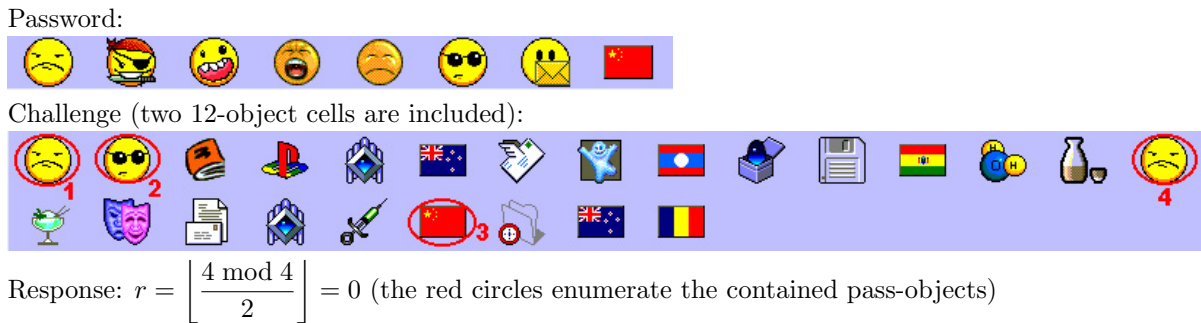 Password:
Challenge (two 12-object cells are included):
1 2 4
3
Response: r = ⌊(4 mod 4)/2⌋ = 0 (the red circles enumerate the contained pass-objects)